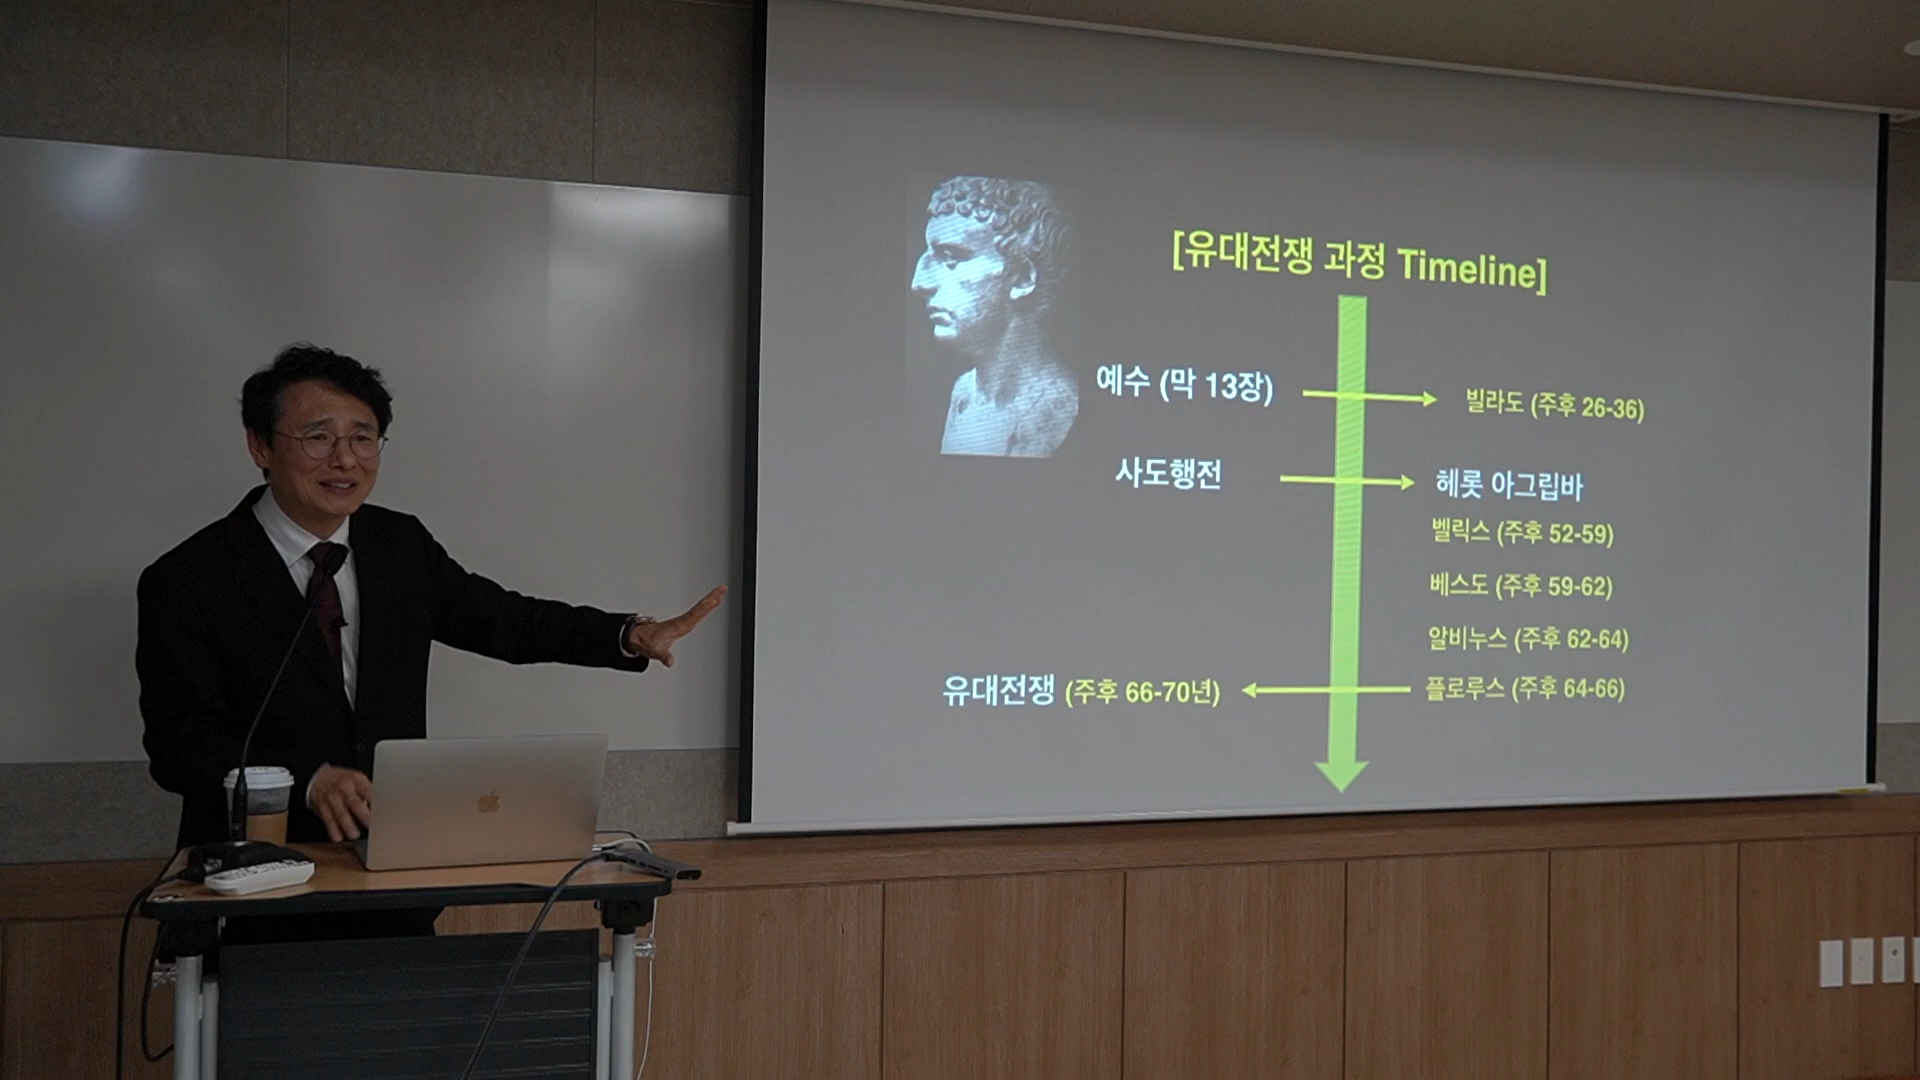 [유대전쟁 과정 Timeline]
예수 (막 13장)
빌라도 (주후 26-36)
사도행전
헤롯 아그립바
벨릭스 (주후 52-59)
베스도 (주후 59-62)
알비누스 (주후 62-64)
유대전쟁 (주후 66-70년)
플로루스 (주후 64-66)